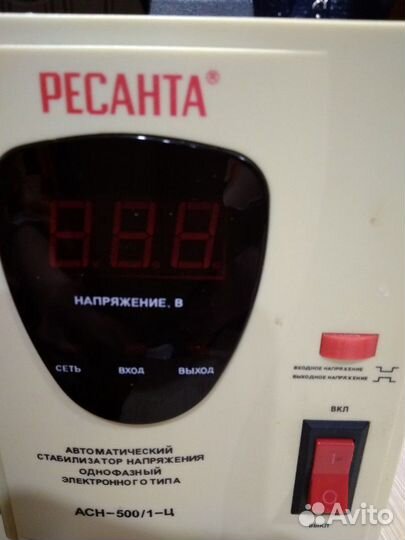 РЕСАНТА®
НАПРЯЖЕНИЕ. В
СЕТЬ ВХОД ВЫХОД
ВХОДНОЕ НАПРЯЖЕНИЕ
ВЫХОДНОЕ НАПРЯЖЕНИЕ
ВКЛ
АВТОМАТИЧЕСКИЙ
СТАБИЛИЗАТОР НАПРЯЖЕНИЯ
ОДНОФАЗНЫЙ
ЭЛЕКТРОННОГО ТИПА
АСН-500/1-Ц
ВЫКЛ
Avito